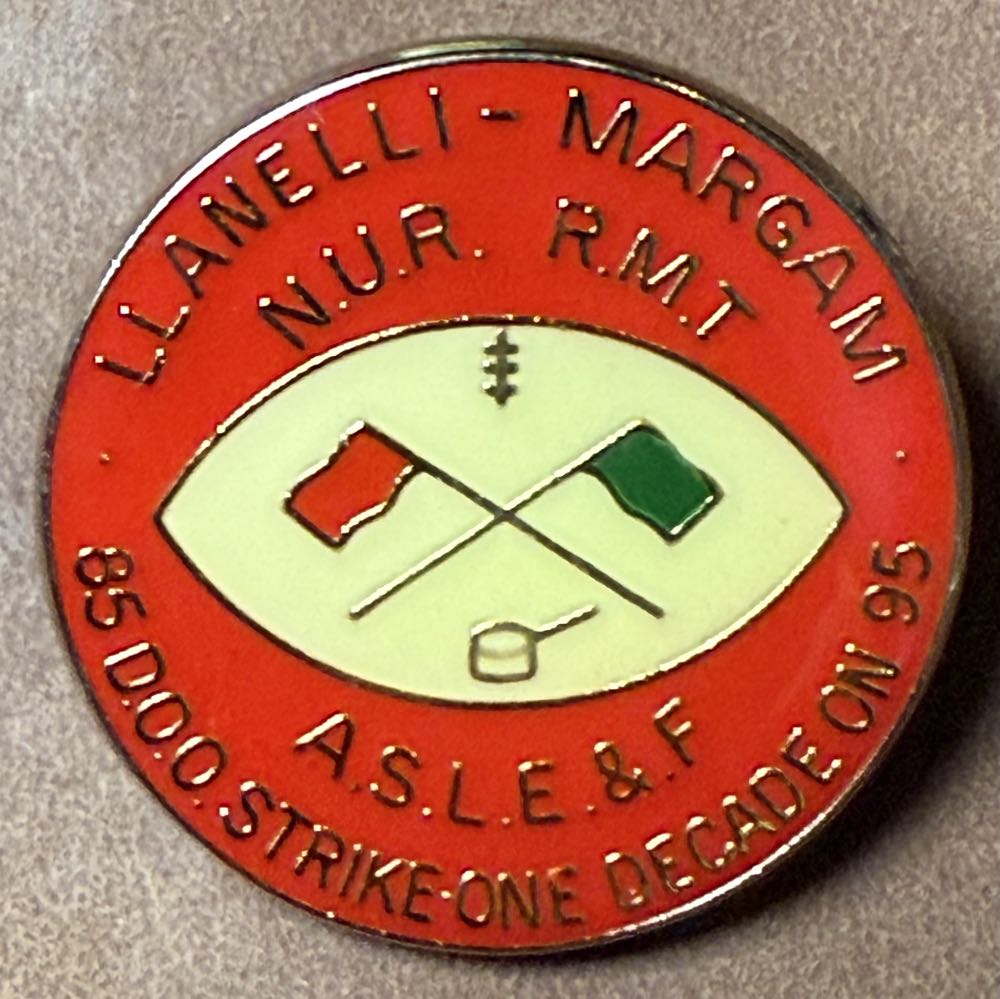 LLANELLI - MARGAM
N.U.R. R.M.T
A.S.L.E.&.F
85 D.O.O. STRIKE-ONE DECADE ON 95